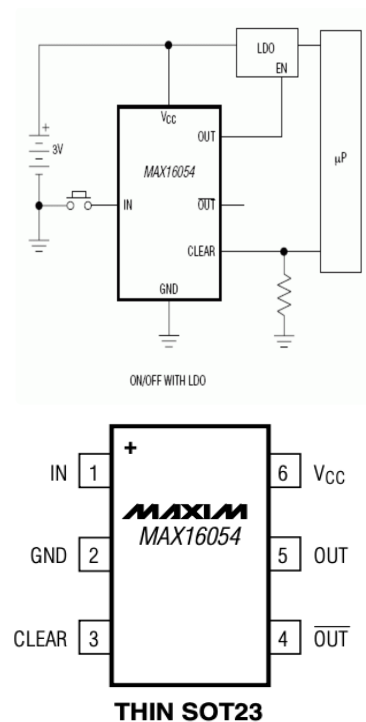 LDO
EN
VCC
OUT
3V
MAX16054
µP
IN
OUT
CLEAR
GND
ON/OFF WITH LDO
IN 1
6 VCC
MAXIM
MAX16054
GND 2
5 OUT
CLEAR 3
4 OUT
THIN SOT23